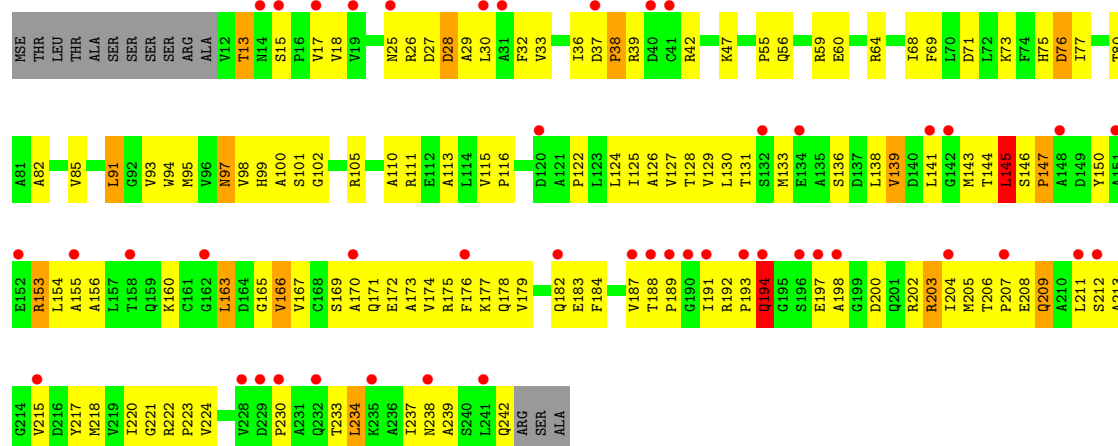 MSE THR LEU THR ALA SER SER SER SER ARG ALA V12 T13 N14 S15 P16 V17 V18 V19 N25 R26 D27 D28 A29 L30 A31 F32 V33 I36 D37 P38 R39 D40 C41 R42 K47 P55 Q56 R59 E60 R64 I68 F69 L70 D71 L72 K73 F74 H75 D76 I77 T80
A81 A82 V85 L91 G92 V93 W94 M95 V96 N97 V98 H99 A100 S101 G102 R105 A110 R111 E112 A113 L114 V115 P116 D120 A121 P122 L123 L124 I125 A126 V127 T128 V129 L130 T131 S132 M133 E134 A135 S136 D137 L138 V139 D140 L141 G142 M143 T144 L145 S146 P147 A148 D149 Y150 A151
E152 R153 L154 A155 A156 L157 T158 Q159 K160 C161 G162 L163 D164 G165 V166 V167 C168 S169 A170 Q171 E172 A173 V174 R175 F176 K177 Q178 V179 Q182 E183 F184 V187 T188 P189 G190 I191 R192 P193 Q194 G195 S196 E197 A198 G199 D200 Q201 R202 R203 I204 M205 T206 P207 E208 Q209 A210 L211 S212 A213
G214 V215 D216 Y217 M218 V219 I220 G221 R222 P223 V224 V228 D229 P230 A231 Q232 T233 L234 K235 A236 I237 N238 A239 S240 L241 Q242 ARG SER ALA